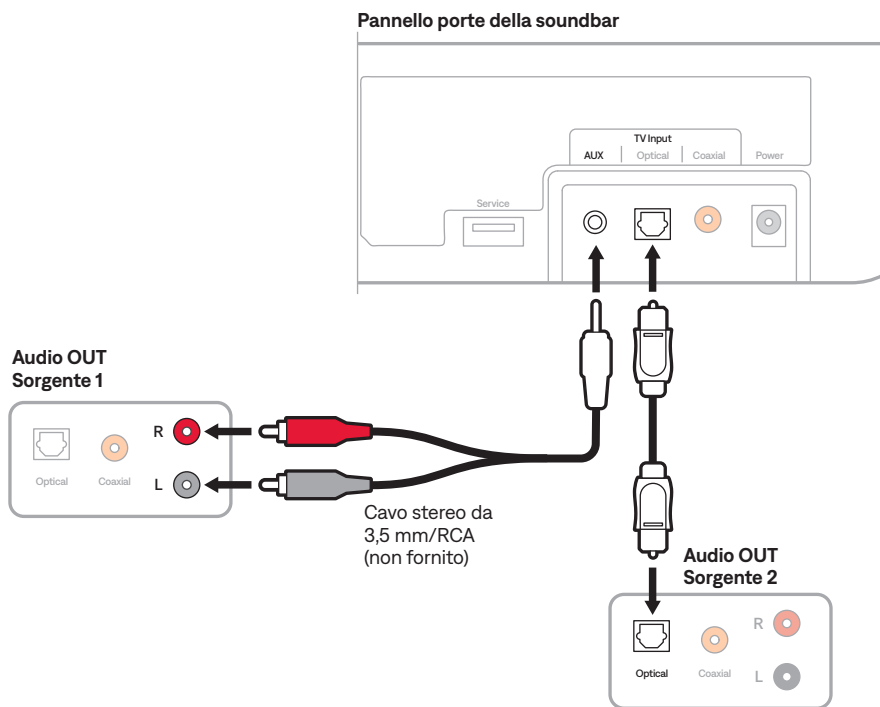 Pannello porte della soundbar
TV Input
AUX
Optical
Coaxial
Power
Service
Audio OUT
Sorgente 1
R
L
Optical
Coaxial
Cavo stereo da
3,5 mm/RCA
(non fornito)
Audio OUT
Sorgente 2
R
L
Optical
Coaxial